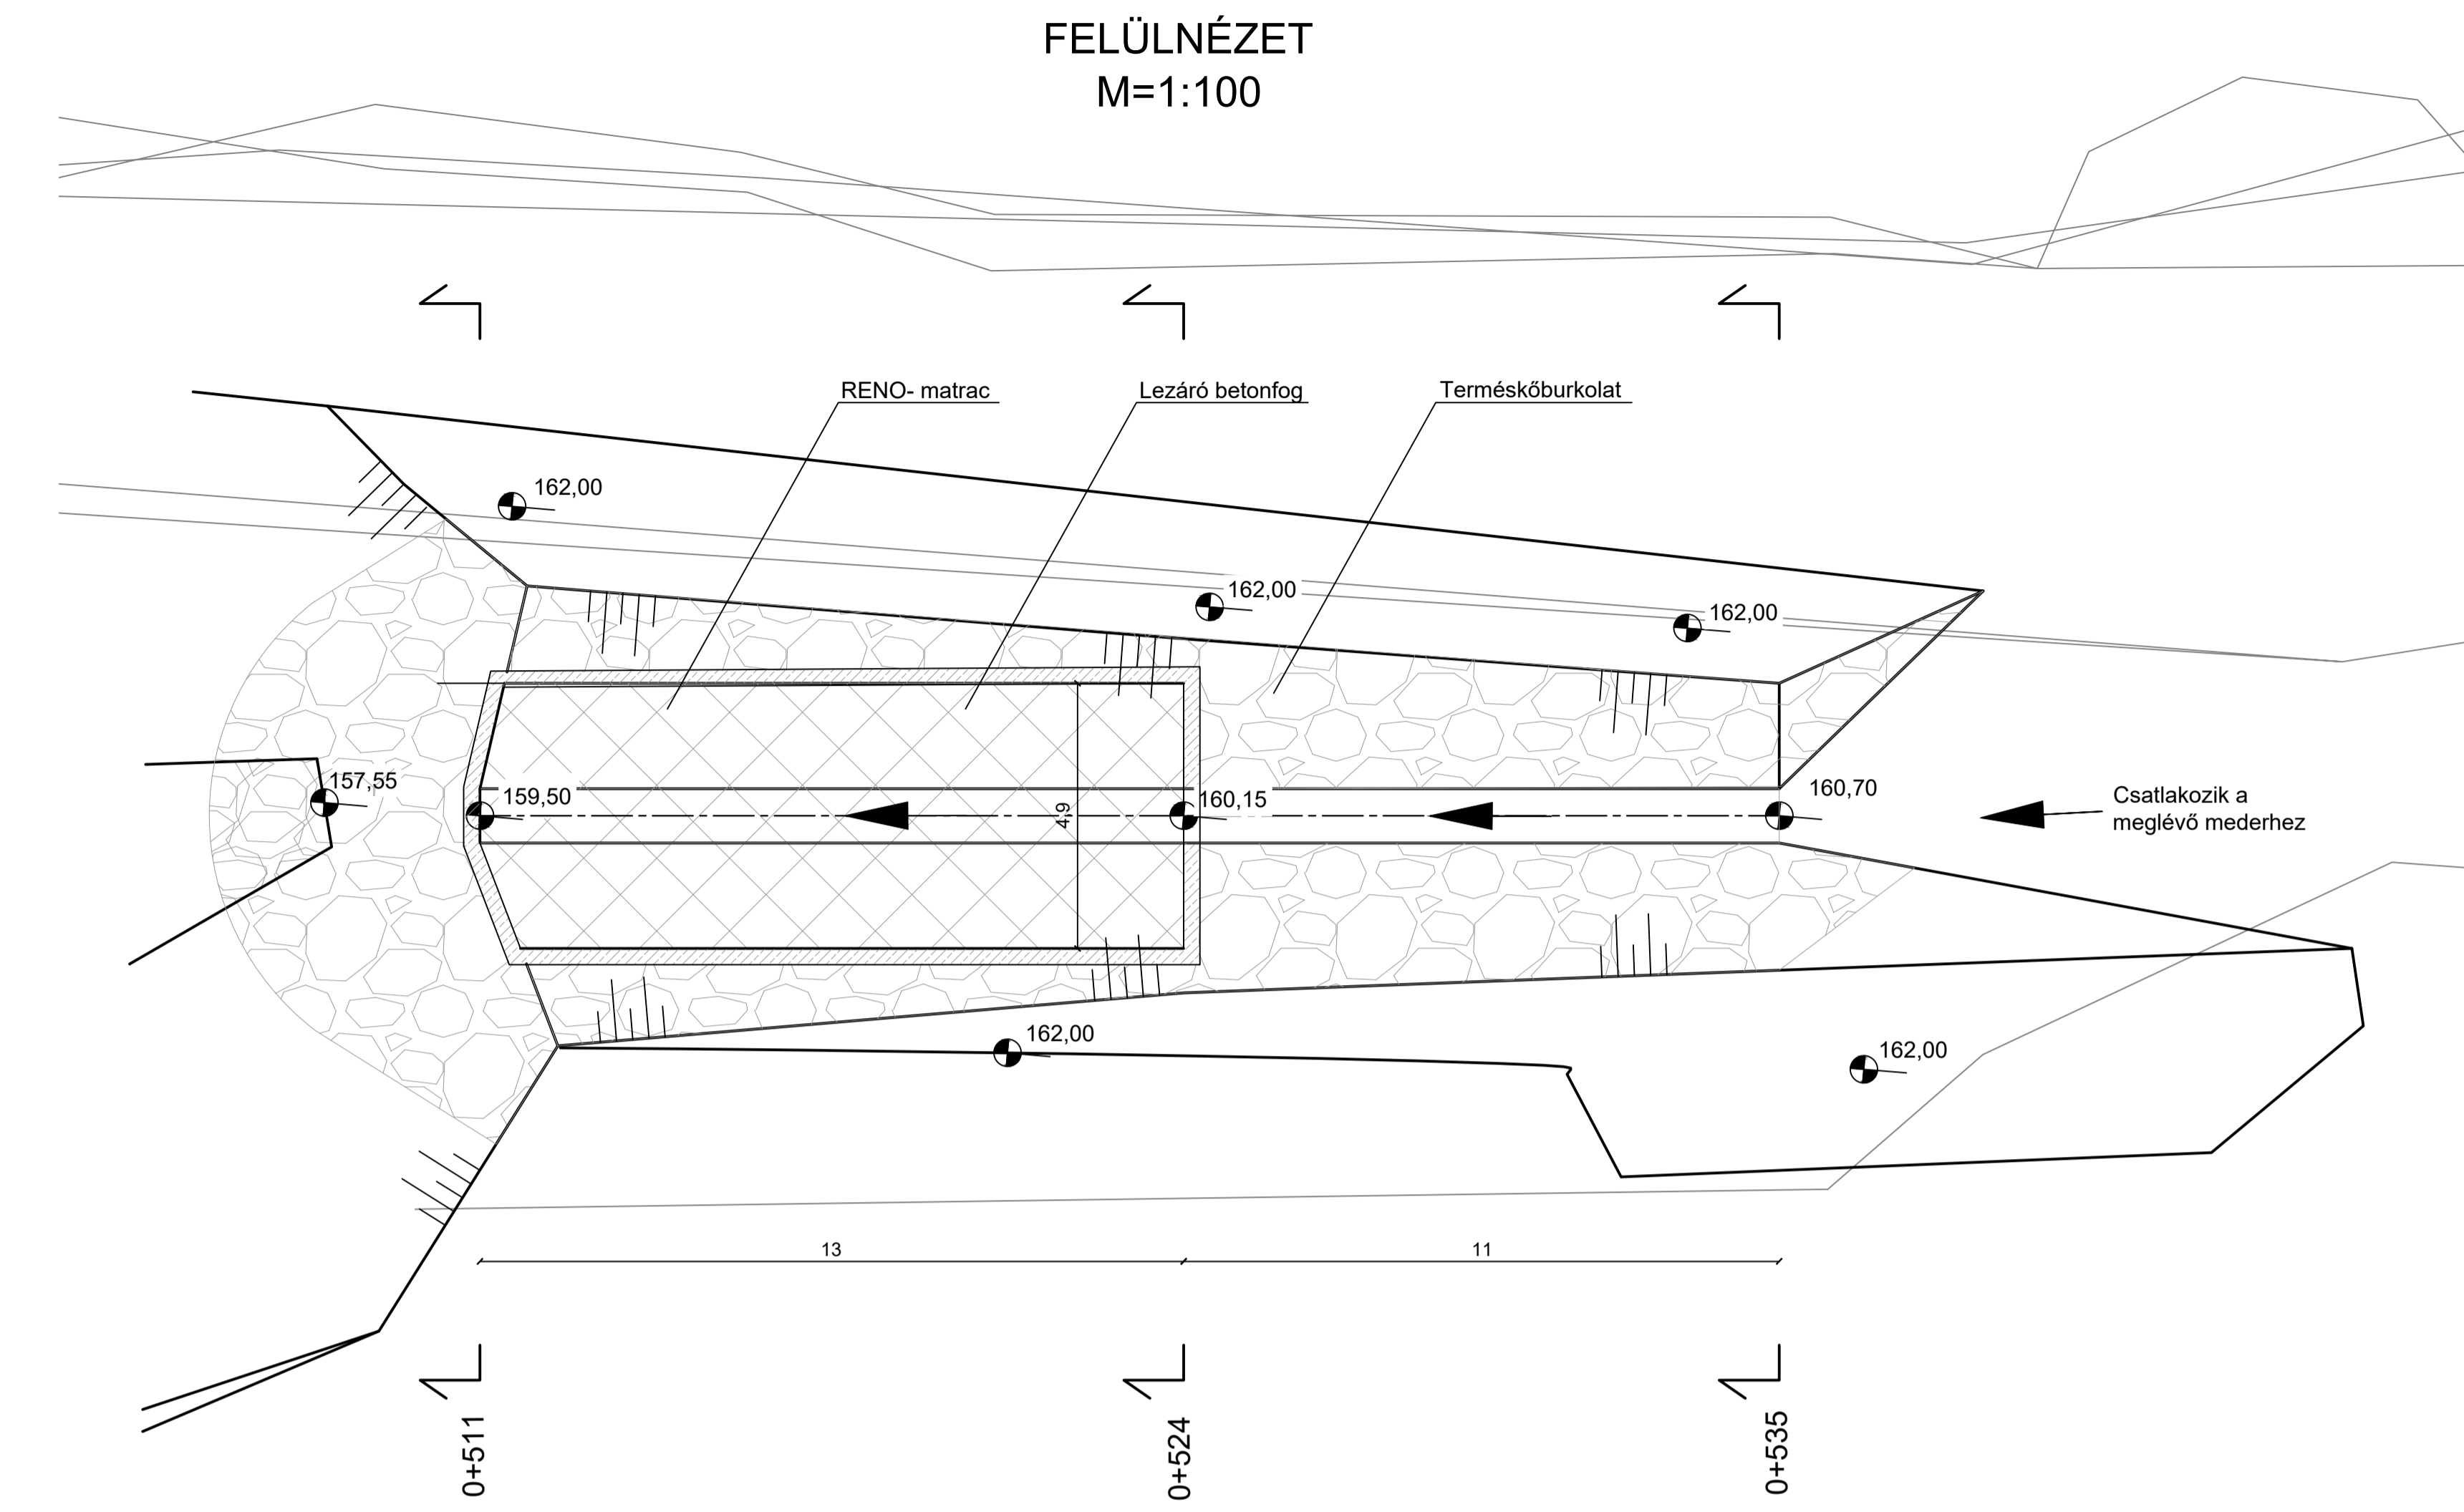 FELÜLNÉZET
M=1:100
RENO- matrac
Lezáró betonfog
Terméskőburkolat
162,00
162,00
162,00
157,55
159,50
160,15
160,70
4,9
Csatlakozik a
meglévő mederhez
162,00
162,00
13
11
0+511
0+524
0+535